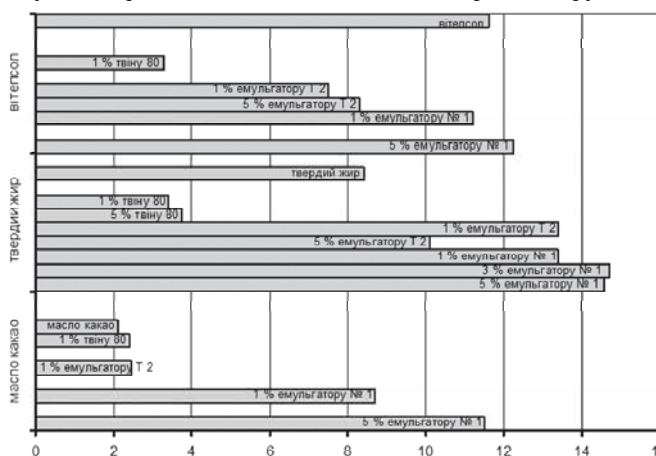 вітепсол
вітепсол
1 % твіну 80
1 % емульгатору Т 2
5 % емульгатору Т 2
1 % емульгатору № 1
5 % емульгатору № 1
твердий жир
твердий жир
1 % твіну 80
5 % твіну 80
1 % емульгатору Т 2
5 % емульгатору Т 2
1 % емульгатору № 1
3 % емульгатору № 1
5 % емульгатору № 1
масло какао
масло какао
1 % твіну 80
1 % емульгатору Т 2
1 % емульгатору № 1
5 % емульгатору № 1
0 2 4 6 8 10 12 14